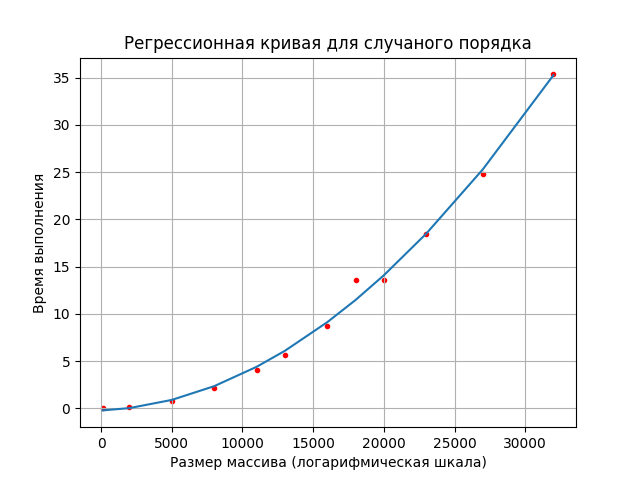 Регрессионная кривая для случаного порядка
35
30
25
20
15
10
5
0
Время выполнения
0 5000 10000 15000 20000 25000 30000
Размер массива (логарифмическая шкала)